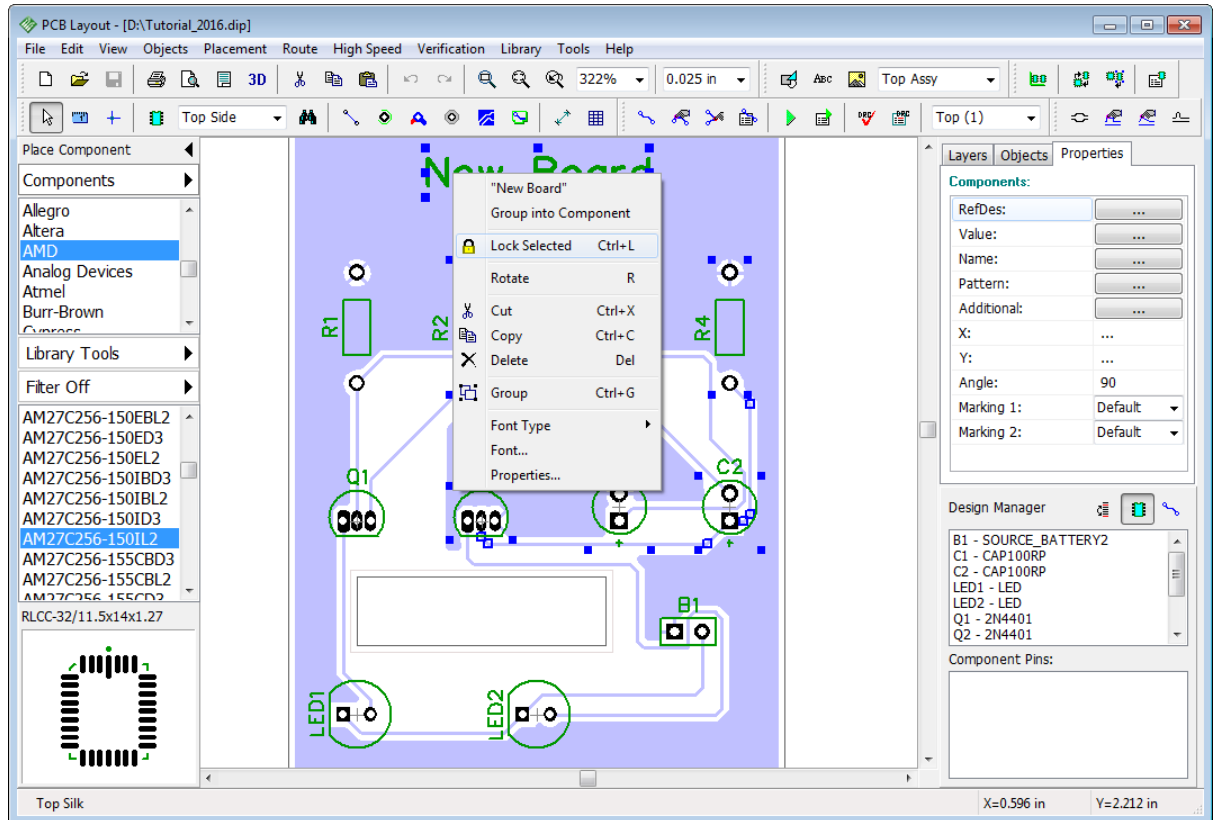 PCB Layout - [D:\Tutorial_2016.dip]
File Edit View Objects Placement Route High Speed Verification Library Tools Help
3D 322% 0.025 in ABC Top Assy
Top Side DRC DRC Top (1)
Place Component
Components
Allegro
Altera
AMD
Analog Devices
Atmel
Burr-Brown
Cypress
Library Tools
Filter Off
AM27C256-150EBL2
AM27C256-150ED3
AM27C256-150EL2
AM27C256-150IBD3
AM27C256-150IBL2
AM27C256-150ID3
AM27C256-150IL2
AM27C256-155CBD3
AM27C256-155CBL2
AM27C256-155CD3
RLCC-32/11.5x14x1.27
New Board
"New Board"
Group into Component
Lock Selected Ctrl+L
Rotate R
Cut Ctrl+X
Copy Ctrl+C
Delete Del
Group Ctrl+G
Font Type
Font...
Properties...
R1
R2
R4
Q1
C2
B1
LED1
LED2
Layers Objects Properties
Components:
RefDes: ...
Value: ...
Name: ...
Pattern: ...
Additional: ...
X: ...
Y: ...
Angle: 90
Marking 1: Default
Marking 2: Default
Design Manager
B1 - SOURCE_BATTERY2
C1 - CAP100RP
C2 - CAP100RP
LED1 - LED
LED2 - LED
Q1 - 2N4401
Q2 - 2N4401
Component Pins:
Top Silk X=0.596 in Y=2.212 in